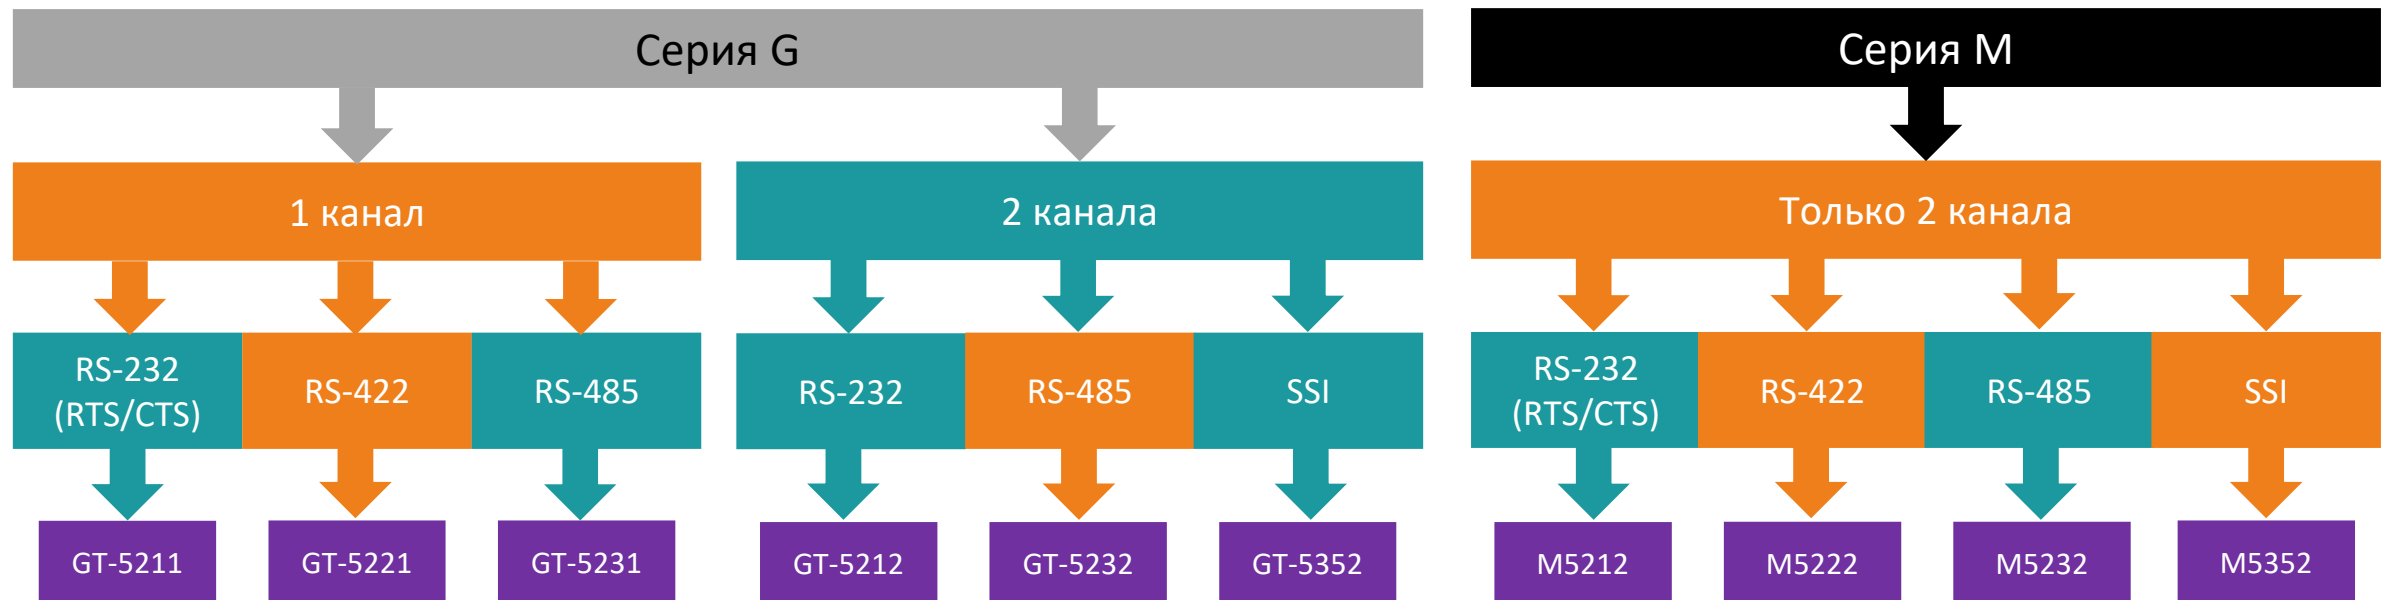 Серия G
Серия М
1 канал
2 канала
Только 2 канала
RS-232
(RTS/CTS)
RS-422
RS-485
RS-232
RS-485
SSI
RS-232
(RTS/CTS)
RS-422
RS-485
SSI
GT-5211
GT-5221
GT-5231
GT-5212
GT-5232
GT-5352
M5212
M5222
M5232
M5352